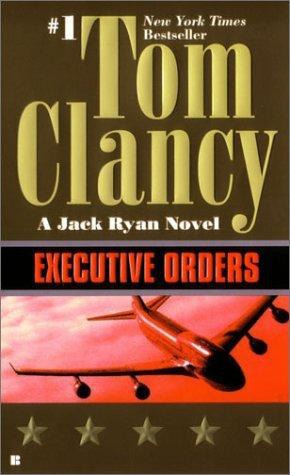 #1 New York Times
Bestseller
Tom
Clancy
A Jack Ryan Novel
EXECUTIVE ORDERS
B